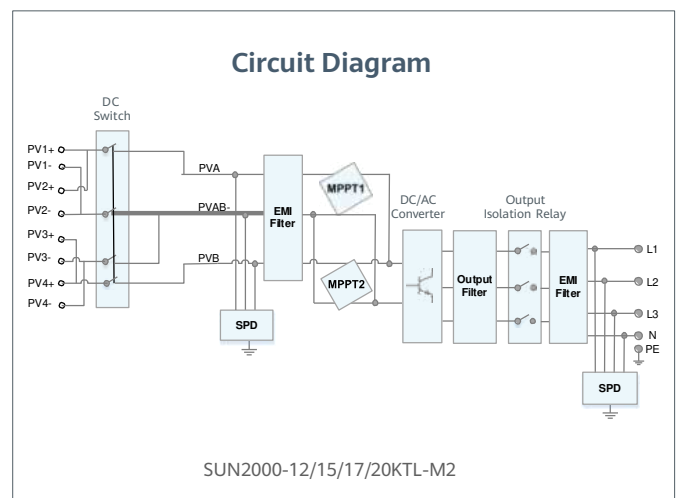 Circuit Diagram
DC
Switch
PV1+
PV1-
PV2+
PV2-
PV3+
PV3-
PV4+
PV4-
PVA
PVAB-
PVB
SPD
EMI
Filter
MPPT1
MPPT2
DC/AC
Converter
Output
Filter
Output
Isolation Relay
EMI
Filter
L1
L2
L3
N
PE
SPD
SUN2000-12/15/17/20KTL-M2